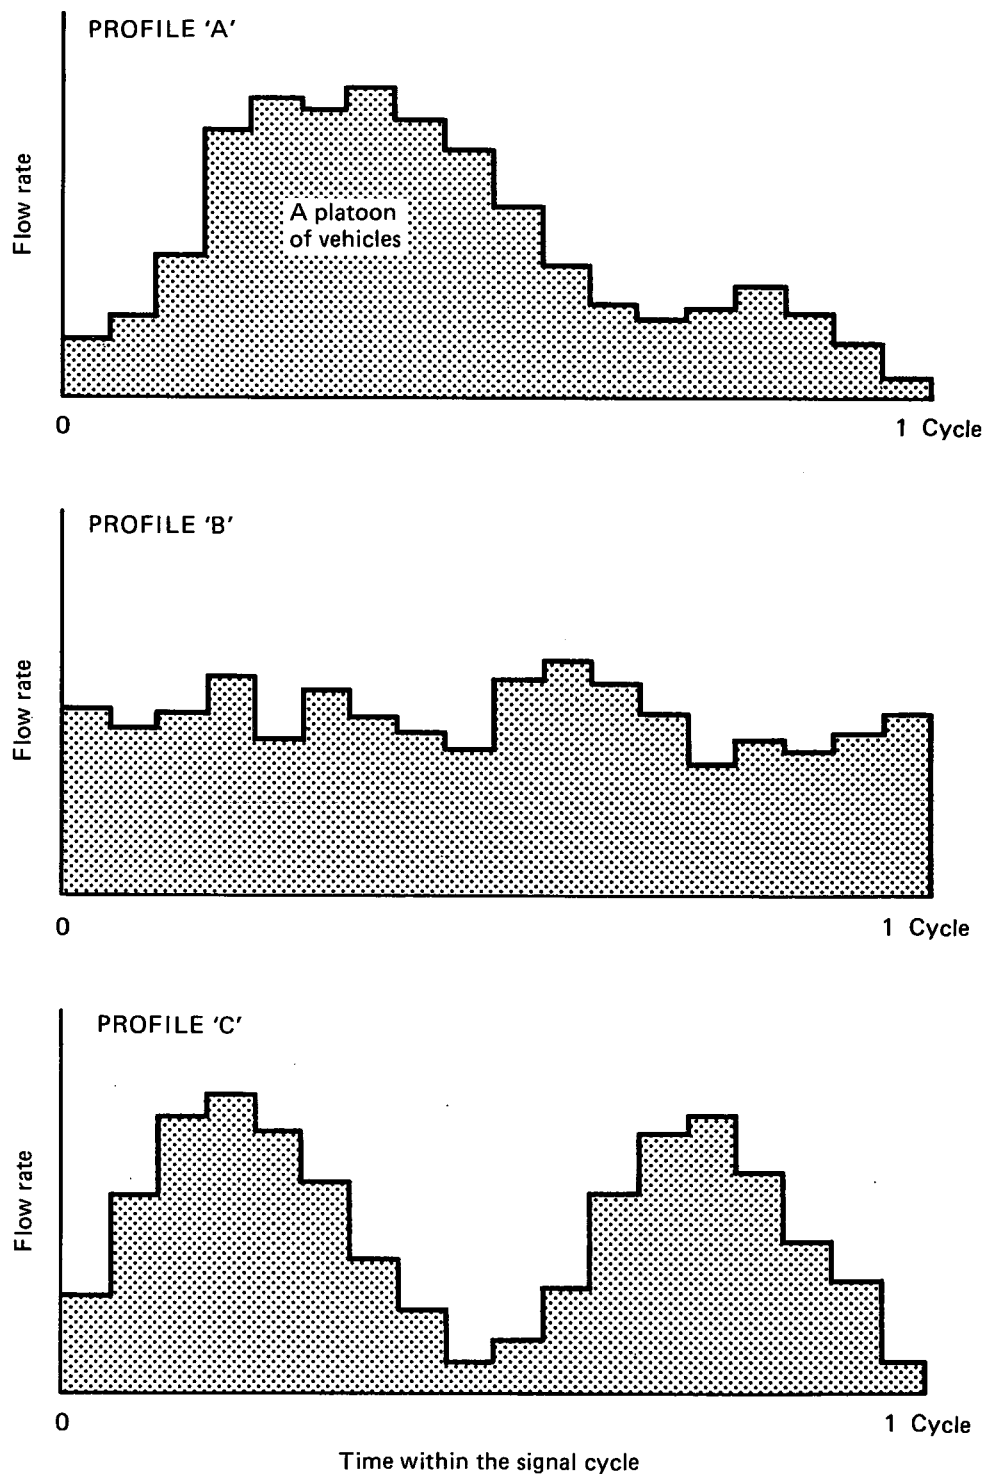 PROFILE 'A'
Flow rate
A platoon
of vehicles
0
1 Cycle
PROFILE 'B'
Flow rate
0
1 Cycle
PROFILE 'C'
Flow rate
0
1 Cycle
Time within the signal cycle